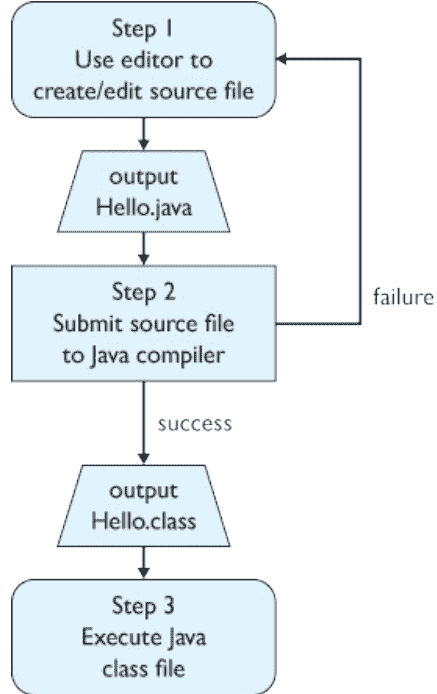 Step 1
Use editor to
create/edit source file
output
Hello.java
Step 2
Submit source file
to Java compiler
failure
success
output
Hello.class
Step 3
Execute Java
class file